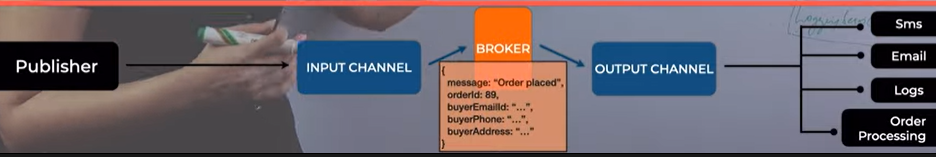 Publisher
INPUT CHANNEL
BROKER
{
message: "Order placed",
orderId: 89,
buyerEmailId: "...",
buyerPhone: "...",
buyerAddress: "..."
}
OUTPUT CHANNEL
Sms
Email
Logs
Order
Processing